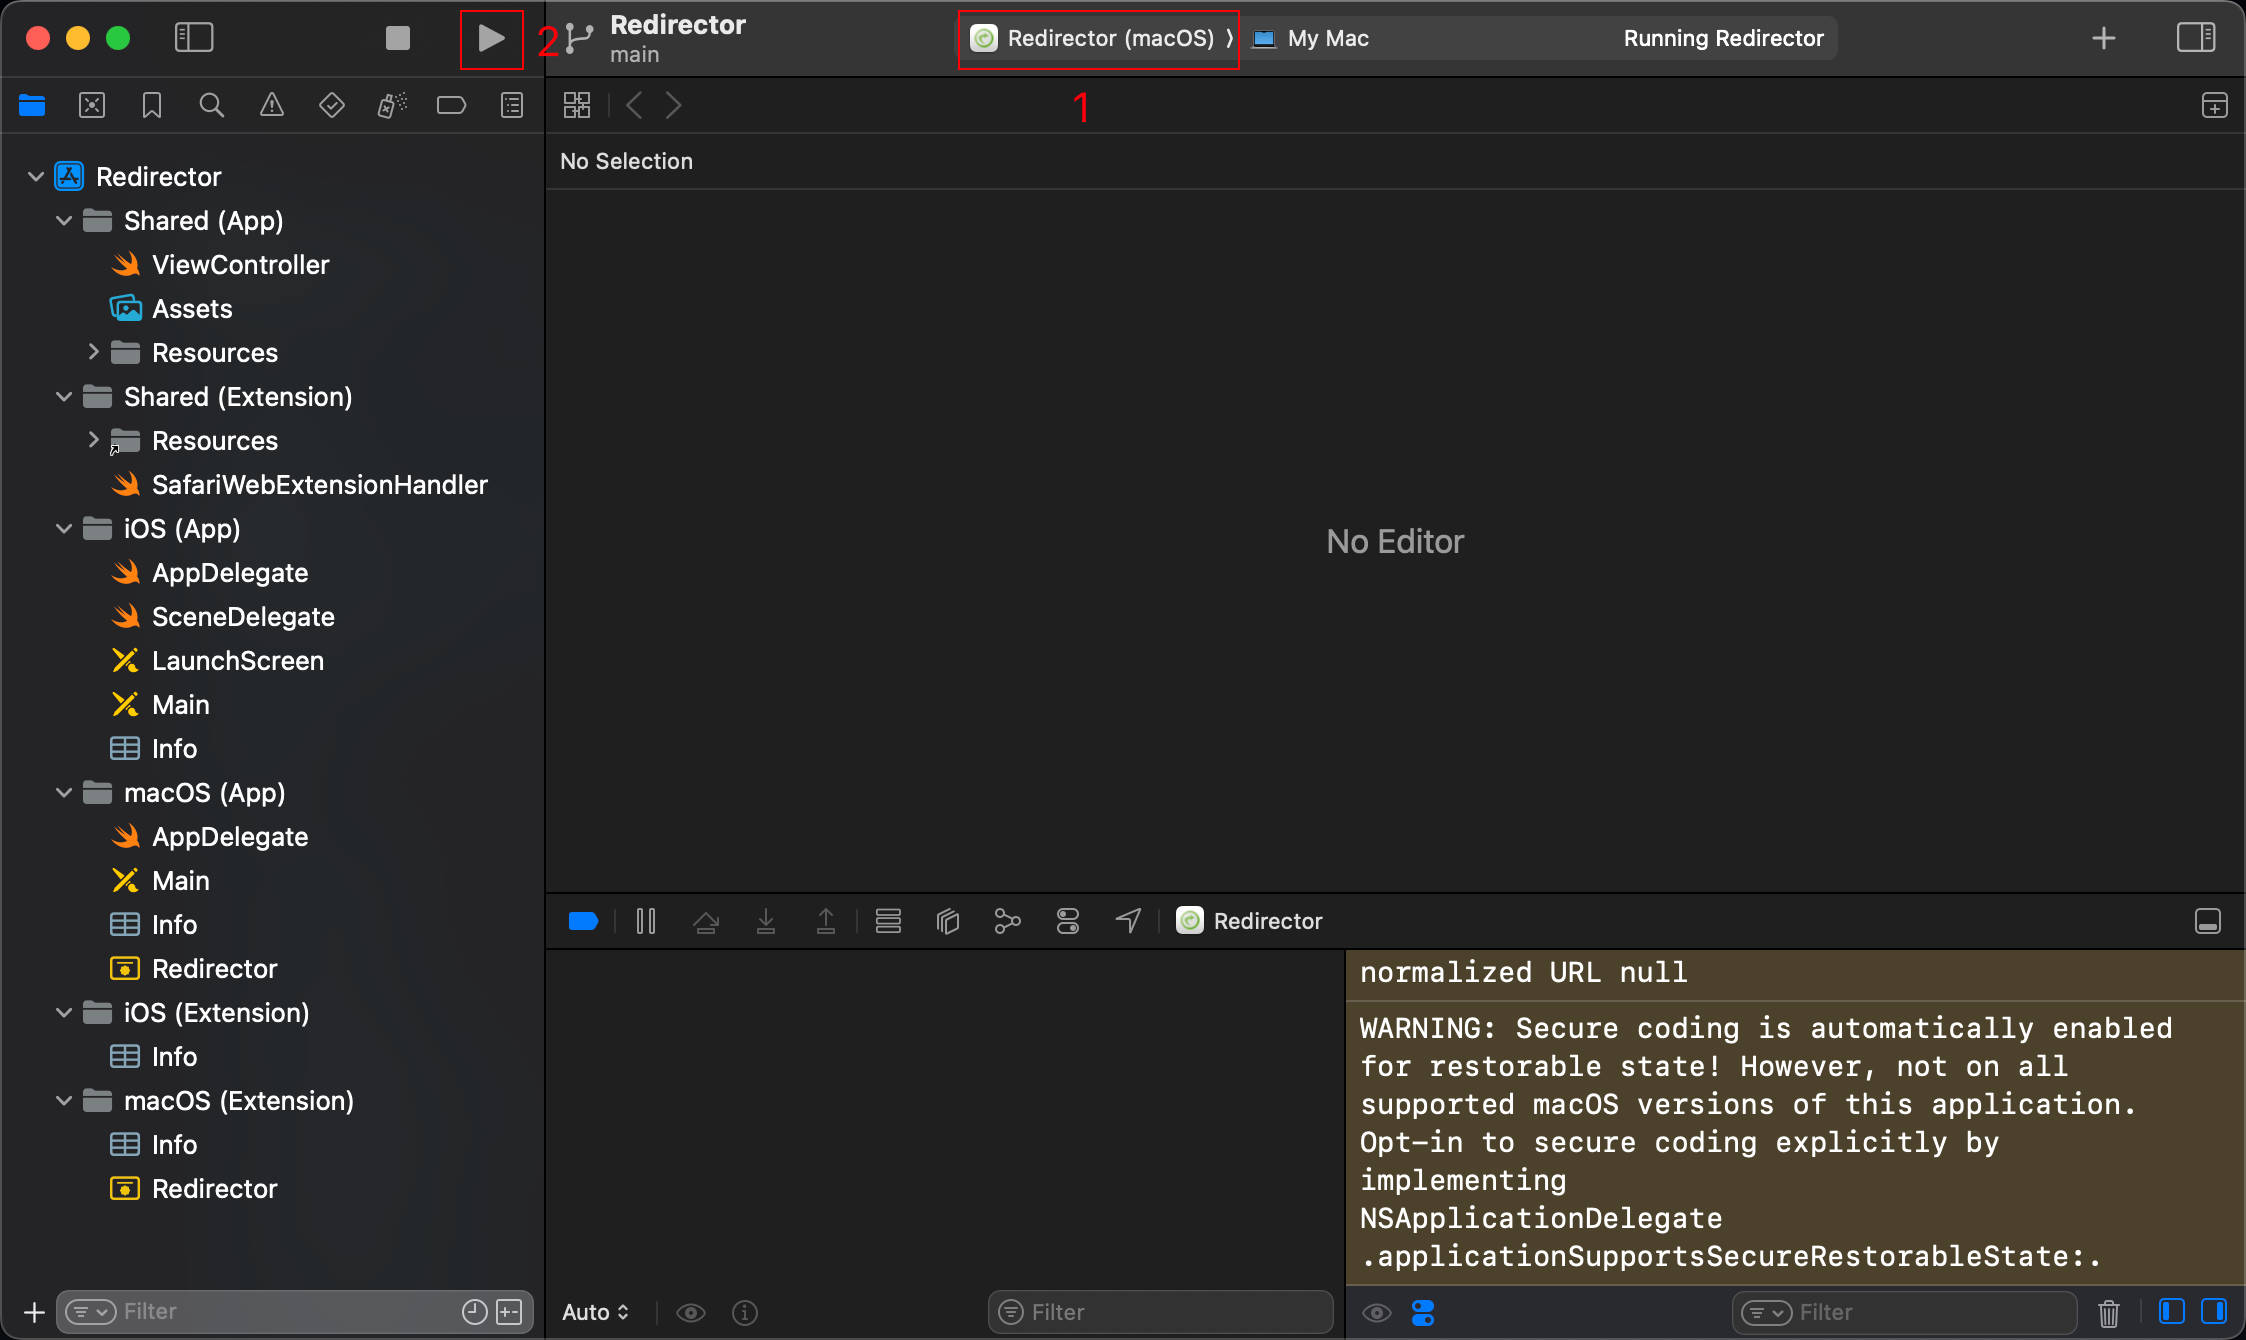 2
Redirector
main
Redirector (macOS)
My Mac
Running Redirector
1
No Selection
Redirector
Shared (App)
ViewController
Assets
Resources
Shared (Extension)
Resources
SafariWebExtensionHandler
iOS (App)
AppDelegate
SceneDelegate
LaunchScreen
Main
Info
macOS (App)
AppDelegate
Main
Info
Redirector
iOS (Extension)
Info
macOS (Extension)
Info
Redirector
Filter
No Editor
Redirector
normalized URL null
WARNING: Secure coding is automatically enabled
for restorable state! However, not on all
supported macOS versions of this application.
Opt-in to secure coding explicitly by
implementing
NSApplicationDelegate
.applicationSupportsSecureRestorableState:.
Auto
Filter
Filter